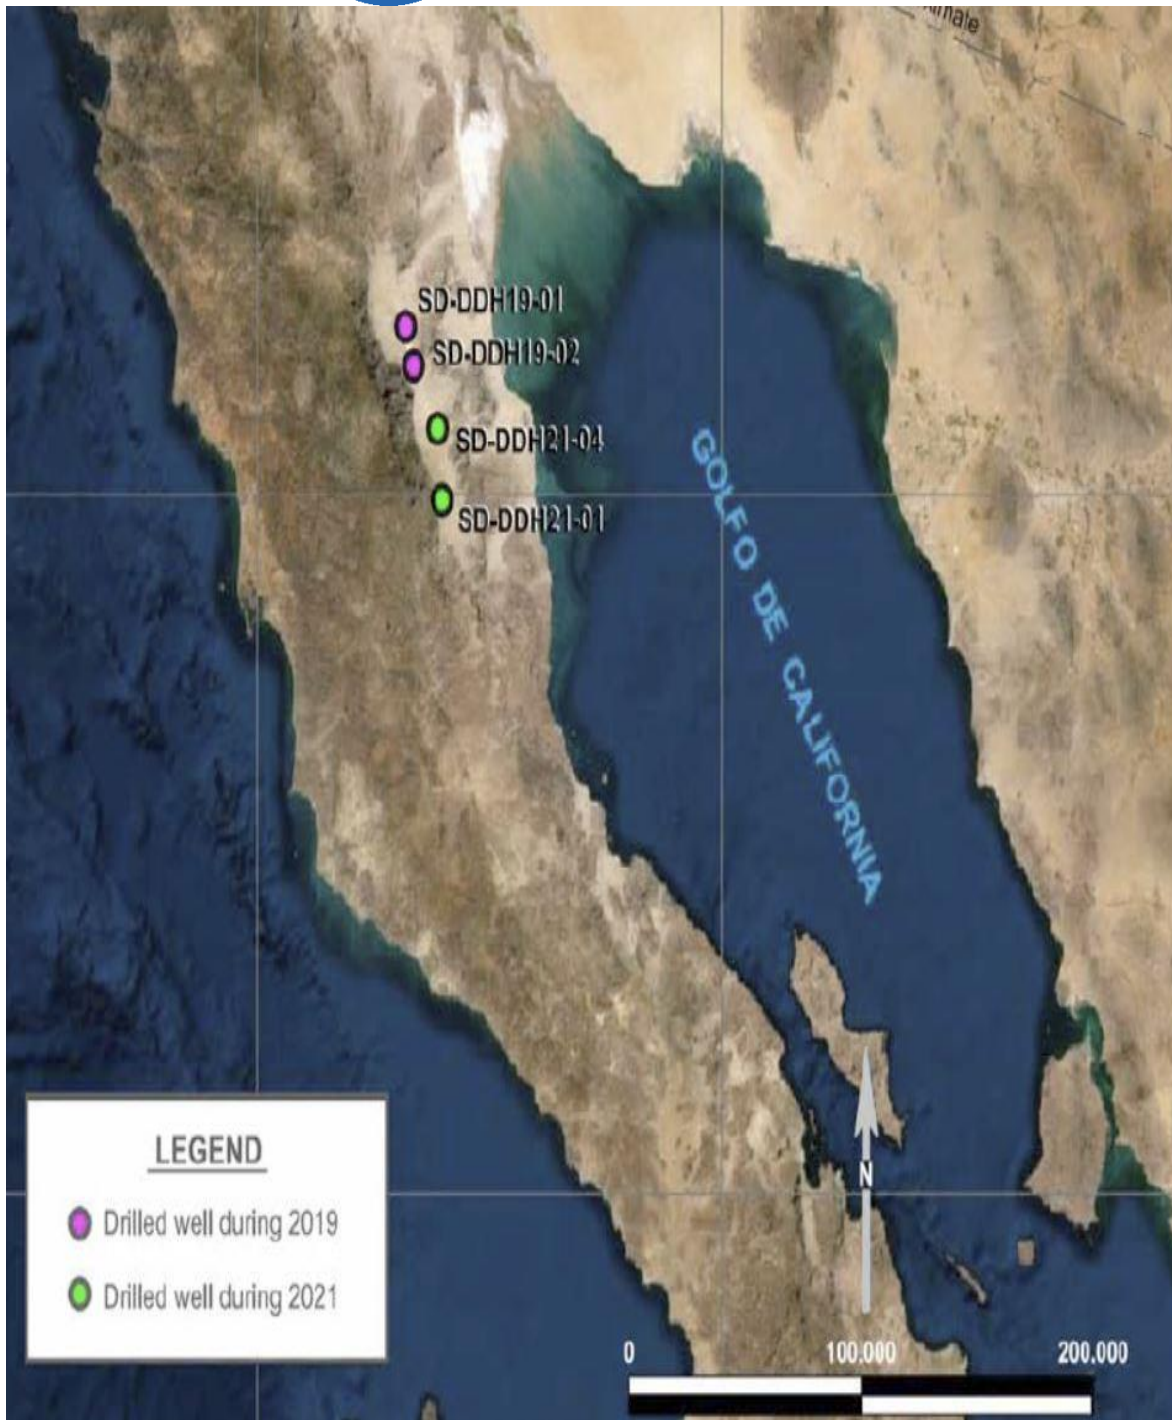 SD-DDH19-01
SD-DDH19-02
SD-DDH21-04
SD-DDH21-01
GOLFO DE CALIFORNIA
LEGEND
Drilled well during 2019
Drilled well during 2021
N
0 100.000 200.000